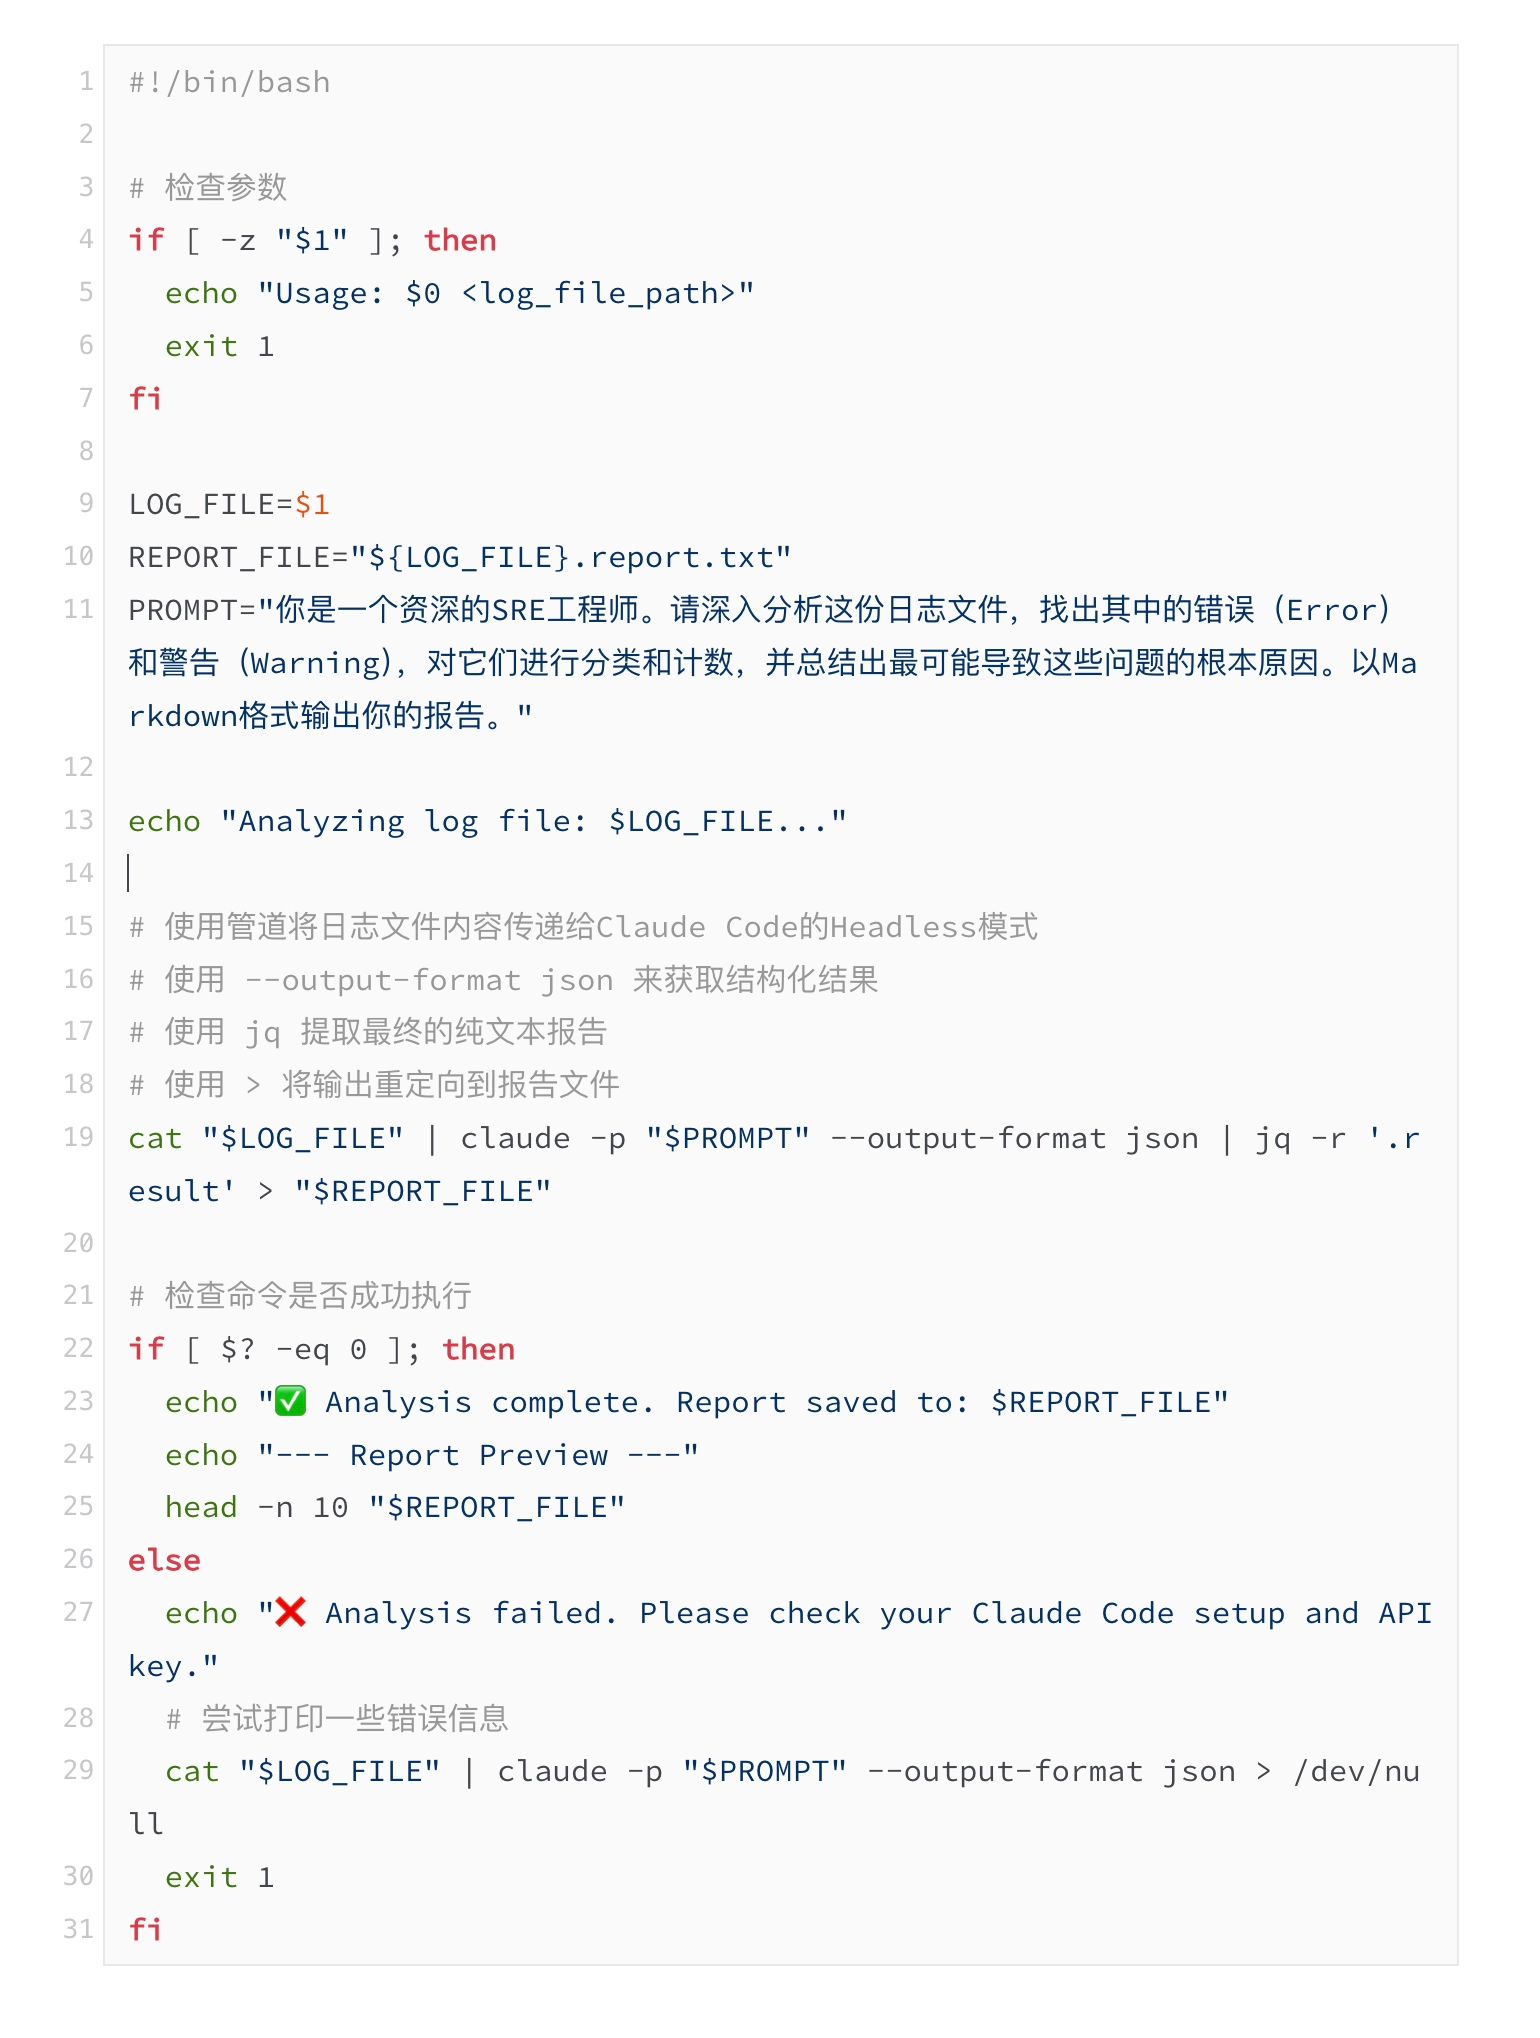 1 #!/bin/bash
2
3 # 检查参数
4 if [ -z "$1" ]; then
5   echo "Usage: $0 <log_file_path>"
6   exit 1
7 fi
8
9 LOG_FILE=$1
10 REPORT_FILE="${LOG_FILE}.report.txt"
11 PROMPT="你是一个资深的SRE工程师。请深入分析这份日志文件，找出其中的错误（Error）
和警告（Warning），对它们进行分类和计数，并总结出最可能导致这些问题的根本原因。以Ma
rkdown格式输出你的报告。"
12
13 echo "Analyzing log file: $LOG_FILE..."
14
15 # 使用管道将日志文件内容传递给Claude Code的Headless模式
16 # 使用 --output-format json 来获取结构化结果
17 # 使用 jq 提取最终的纯文本报告
18 # 使用 > 将输出重定向到报告文件
19 cat "$LOG_FILE" | claude -p "$PROMPT" --output-format json | jq -r '.r
esult' > "$REPORT_FILE"
20
21 # 检查命令是否成功执行
22 if [ $? -eq 0 ]; then
23   echo "✅ Analysis complete. Report saved to: $REPORT_FILE"
24   echo "--- Report Preview ---"
25   head -n 10 "$REPORT_FILE"
26 else
27   echo "❌ Analysis failed. Please check your Claude Code setup and API
key."
28   # 尝试打印一些错误信息
29   cat "$LOG_FILE" | claude -p "$PROMPT" --output-format json > /dev/nu
ll
30   exit 1
31 fi